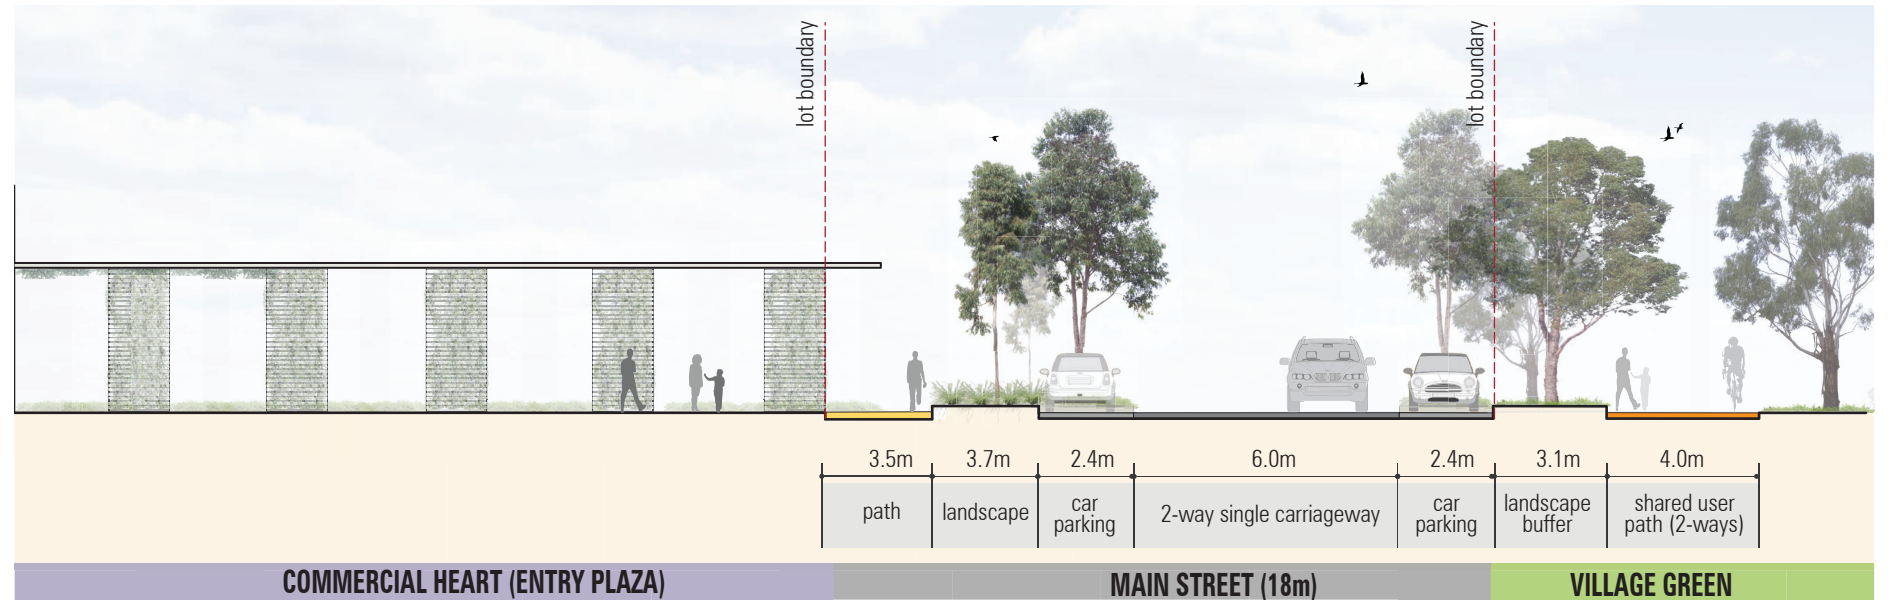 lot boundary
lot boundary
3.5m
3.7m
2.4m
6.0m
2.4m
3.1m
4.0m
path
landscape
car
parking
2-way single carriageway
car
parking
landscape
buffer
shared user
path (2-ways)
COMMERCIAL HEART (ENTRY PLAZA)
MAIN STREET (18m)
VILLAGE GREEN